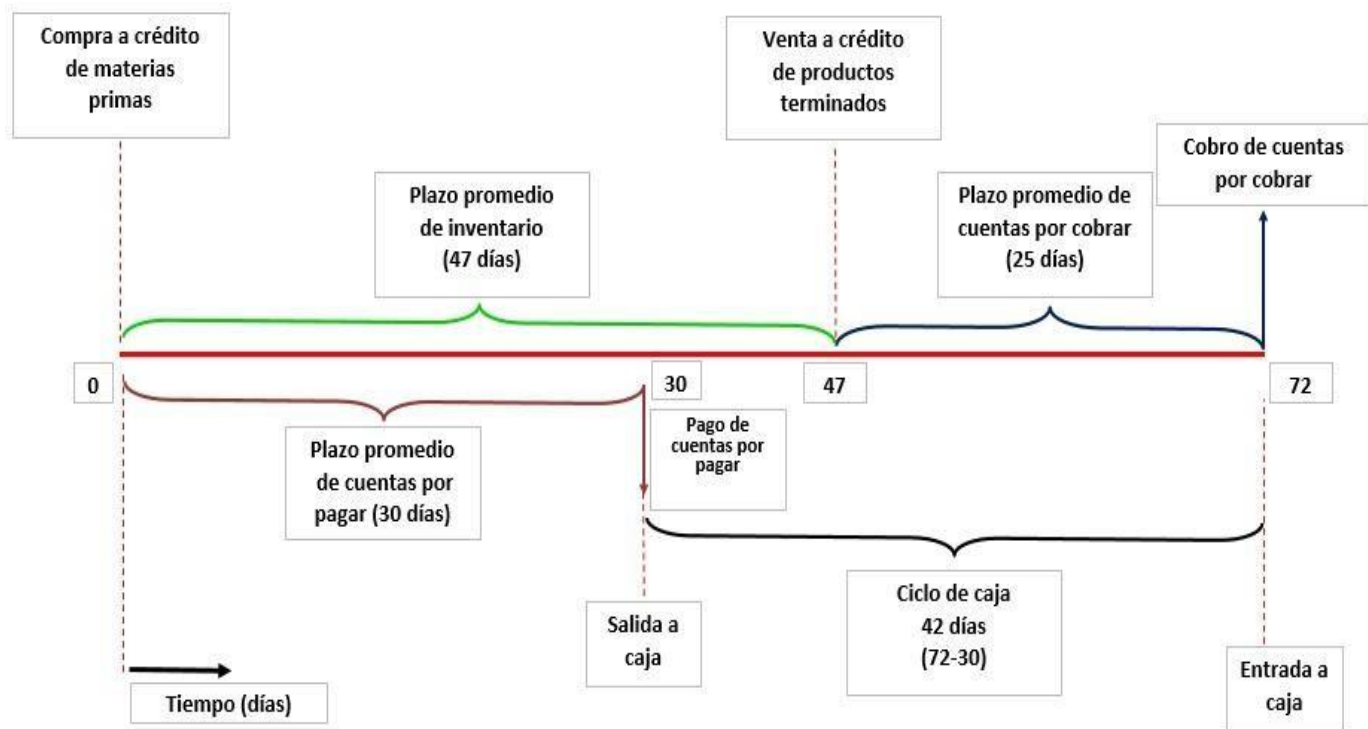 Compra a crédito
de materias
primas
Venta a crédito
de productos
terminados
Cobro de cuentas
por cobrar
Plazo promedio
de inventario
(47 días)
Plazo promedio de
cuentas por cobrar
(25 días)
0
30
47
72
Plazo promedio
de cuentas por
pagar (30 días)
Pago de
cuentas por
pagar
Salida a
caja
Ciclo de caja
42 días
(72-30)
Entrada a
caja
Tiempo (días)